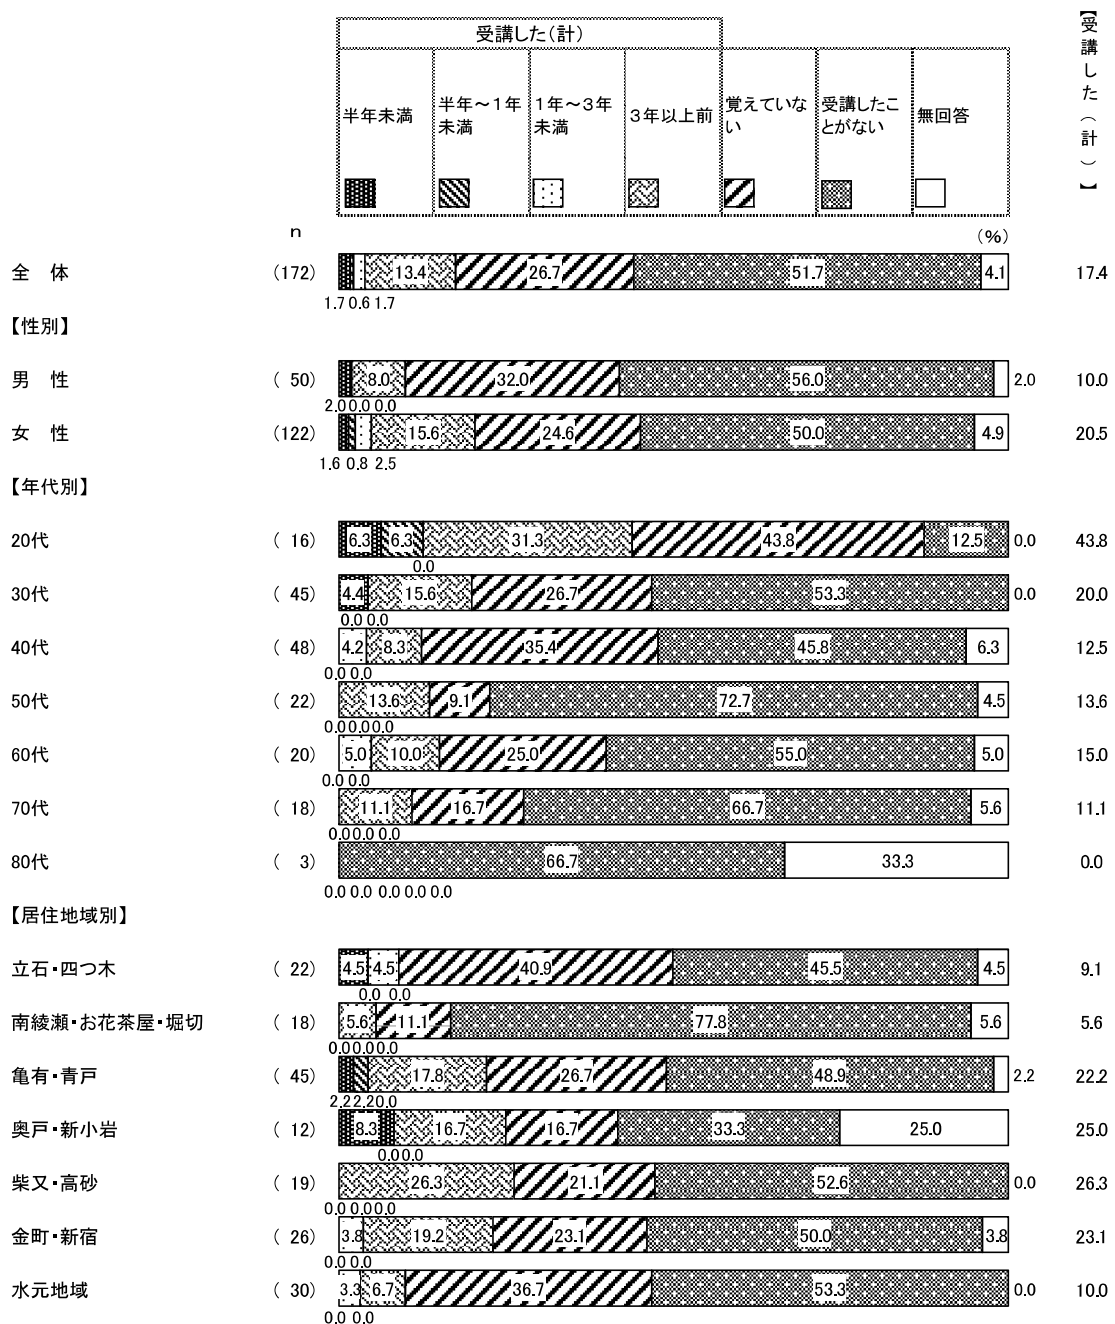 受講した(計)
【受講した(計)】
半年未満
半年~1年未満
1年~3年未満
3年以上前
覚えていない
受講したことがない
無回答
n
(%)
全 体 (172) 13.4 26.7 51.7 4.1 17.4
1.7 0.6 1.7
【性別】
男 性 ( 50) 8.0 32.0 56.0 2.0 10.0
2.0 0.0 0.0
女 性 (122) 15.6 24.6 50.0 4.9 20.5
1.6 0.8 2.5
【年代別】
20代 ( 16) 6.3 6.3 31.3 43.8 12.5 0.0 43.8
0.0
30代 ( 45) 4.4 15.6 26.7 53.3 0.0 20.0
0.0 0.0
40代 ( 48) 4.2 8.3 35.4 45.8 6.3 12.5
0.0 0.0
50代 ( 22) 13.6 9.1 72.7 4.5 13.6
0.0 0.0 0.0
60代 ( 20) 5.0 10.0 25.0 55.0 5.0 15.0
0.0 0.0
70代 ( 18) 11.1 16.7 66.7 5.6 11.1
0.0 0.0 0.0
80代 ( 3) 66.7 33.3 0.0
0.0 0.0 0.0 0.0 0.0
【居住地域別】
立石・四つ木 ( 22) 4.5 4.5 40.9 45.5 4.5 9.1
0.0 0.0
南綾瀬・お花茶屋・堀切 ( 18) 5.6 11.1 77.8 5.6 5.6
0.0 0.0 0.0
亀有・青戸 ( 45) 17.8 26.7 48.9 2.2 22.2
2.2 2.2 0.0
奥戸・新小岩 ( 12) 8.3 16.7 16.7 33.3 25.0 25.0
0.0 0.0
柴又・高砂 ( 19) 26.3 21.1 52.6 0.0 26.3
0.0 0.0 0.0
金町・新宿 ( 26) 3.8 19.2 23.1 50.0 3.8 23.1
0.0 0.0
水元地域 ( 30) 3.3 6.7 36.7 53.3 0.0 10.0
0.0 0.0